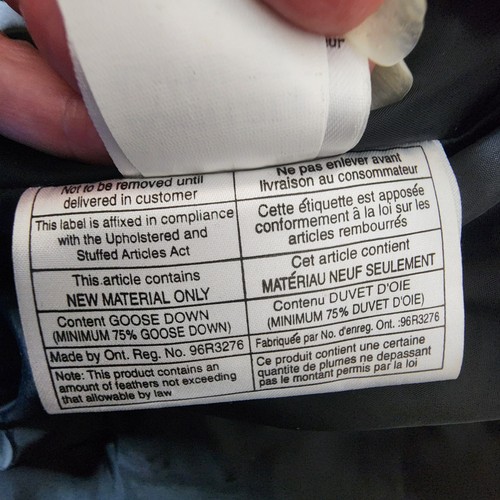 ur
Not to be removed until
delivered in customer
This label is affixed in compliance
with the Upholstered and
Stuffed Articles Act
This article contains
NEW MATERIAL ONLY
Content GOOSE DOWN
(MINIMUM 75% GOOSE DOWN)
Made by Ont. Reg. No. 96R3276
Note: This product contains an
amount of feathers not exceeding
that allowable by law
Ne pas enlever avant
livraison au consommateur
Cette étiquette est apposée
conformément à la loi sur les
articles rembourrés
Cet article contient
MATÉRIAU NEUF SEULEMENT
Contenu DUVET D'OIE
(MINIMUM 75% DUVET D'OIE)
Fabriquée par No. d'enreg. Ont. :96R3276
Ce produit contient une certaine
quantite de plumes ne depassant
pas le montant permis par la loi